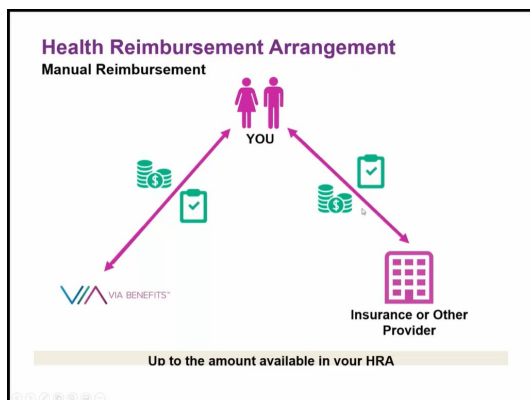 Health Reimbursement Arrangement
Manual Reimbursement
YOU
VIA BENEFITS™
Insurance or Other
Provider
Up to the amount available in your HRA